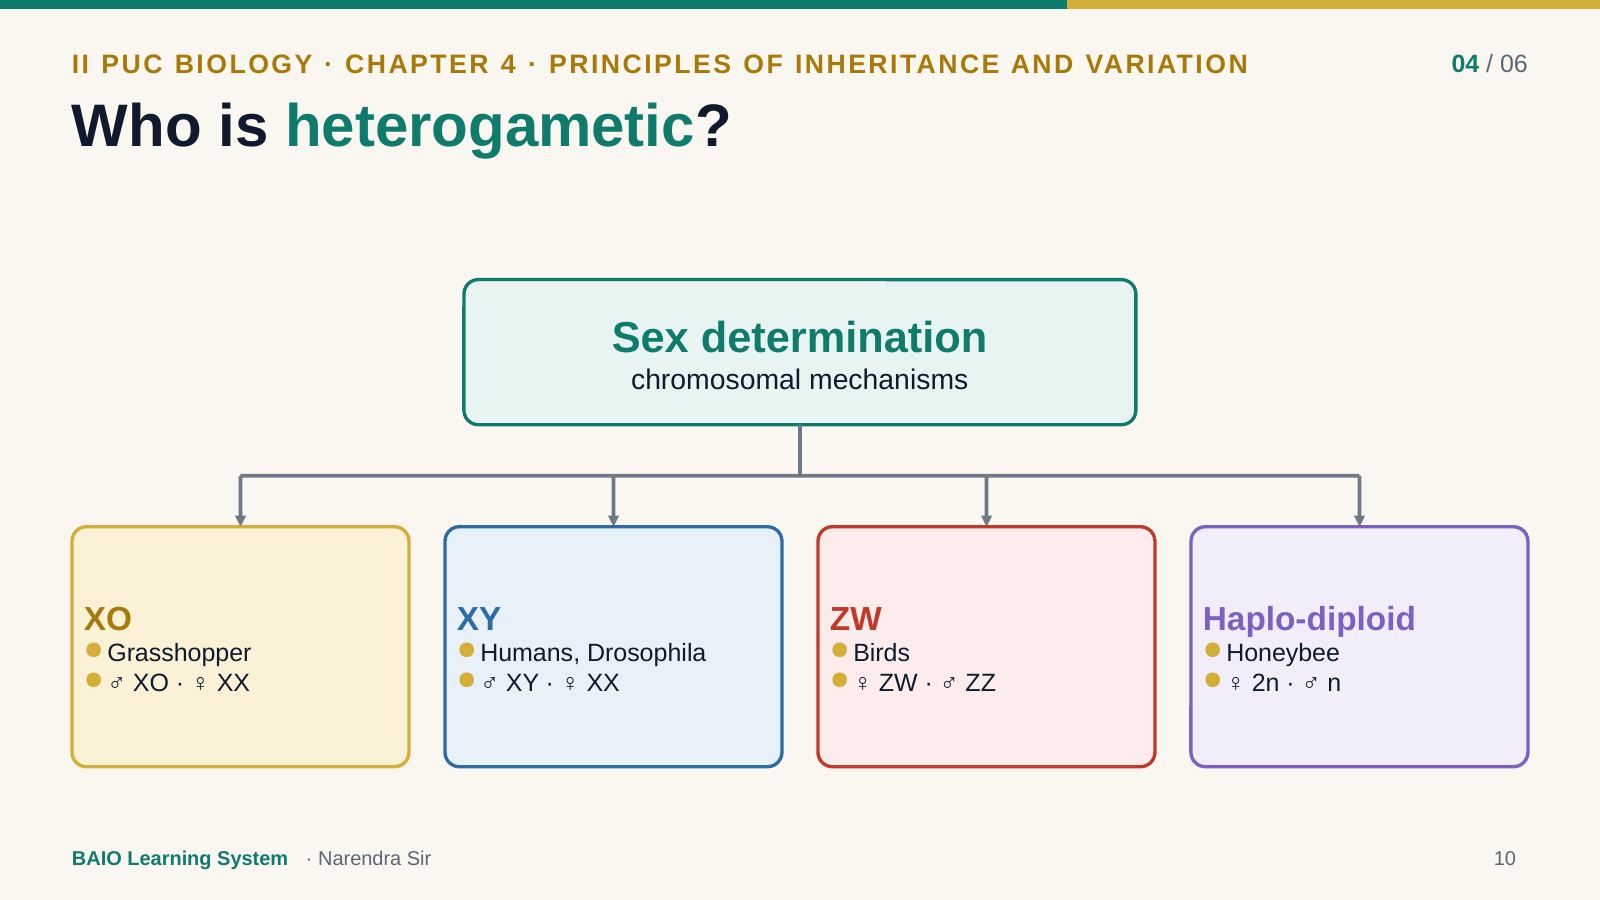 II PUC BIOLOGY · CHAPTER 4 · PRINCIPLES OF INHERITANCE AND VARIATION
04 / 06
Who is heterogametic?
Sex determination
chromosomal mechanisms
XO
Grasshopper
♂ XO · ♀ XX
XY
Humans, Drosophila
♂ XY · ♀ XX
ZW
Birds
♀ ZW · ♂ ZZ
Haplo-diploid
Honeybee
♀ 2n · ♂ n
BAIO Learning System · Narendra Sir
10